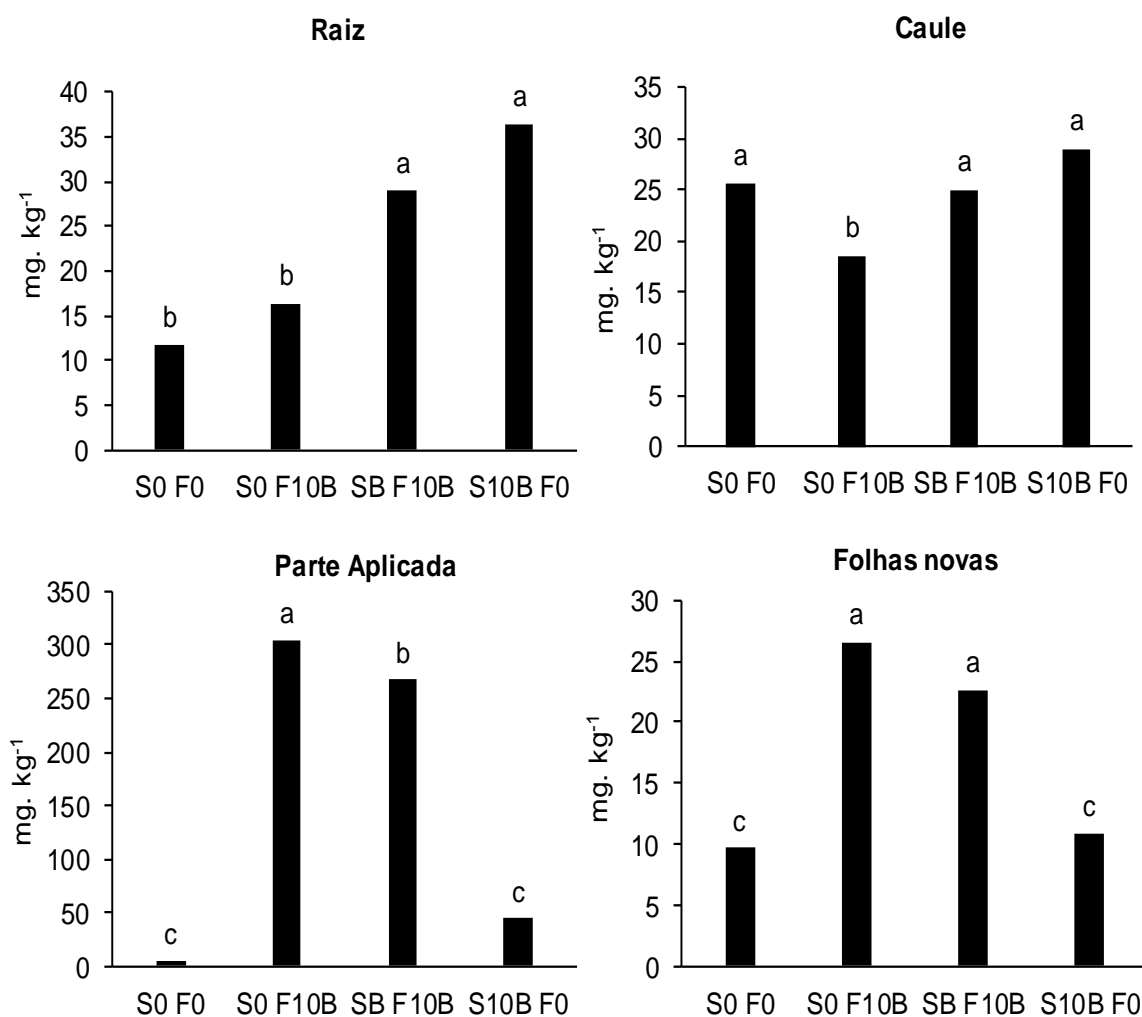 Raiz
mg. kg-1
40
35
30
25
20
15
10
5
0
b
b
a
a
S0 F0 S0 F10B SB F10B S10B F0
Caule
mg. kg-1
35
30
25
20
15
10
5
0
a
b
a
a
S0 F0 S0 F10B SB F10B S10B F0
Parte Aplicada
mg. kg-1
350
300
250
200
150
100
50
0
c
a
b
c
S0 F0 S0 F10B SB F10B S10B F0
Folhas novas
mg. kg-1
30
25
20
15
10
5
0
c
a
a
c
S0 F0 S0 F10B SB F10B S10B F0